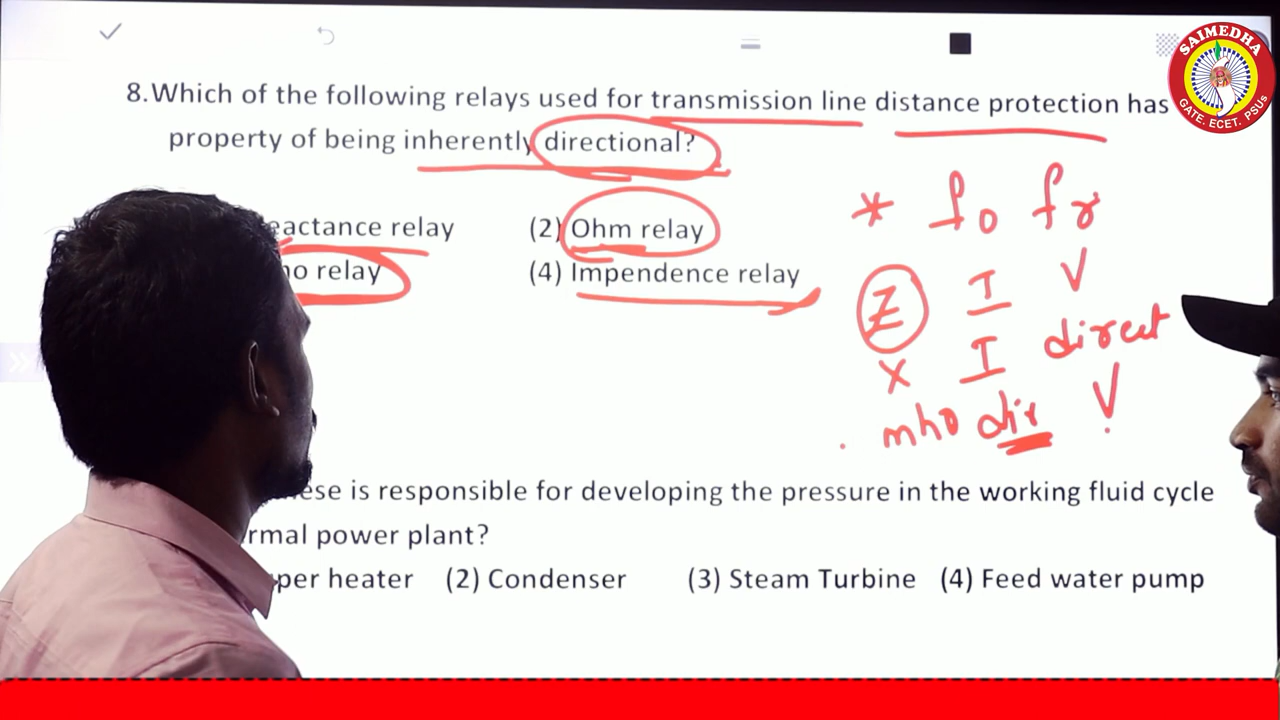 SAIMEDHA
GATE. ECET. PSUs
8.Which of the following relays used for transmission line distance protection has
property of being inherently directional?
eactance relay (2) Ohm relay
ho relay (4) Impendence relay
* fo fr
Z I V
X I direct
mho dir V
ese is responsible for developing the pressure in the working fluid cycle
rmal power plant?
per heater (2) Condenser (3) Steam Turbine (4) Feed water pump